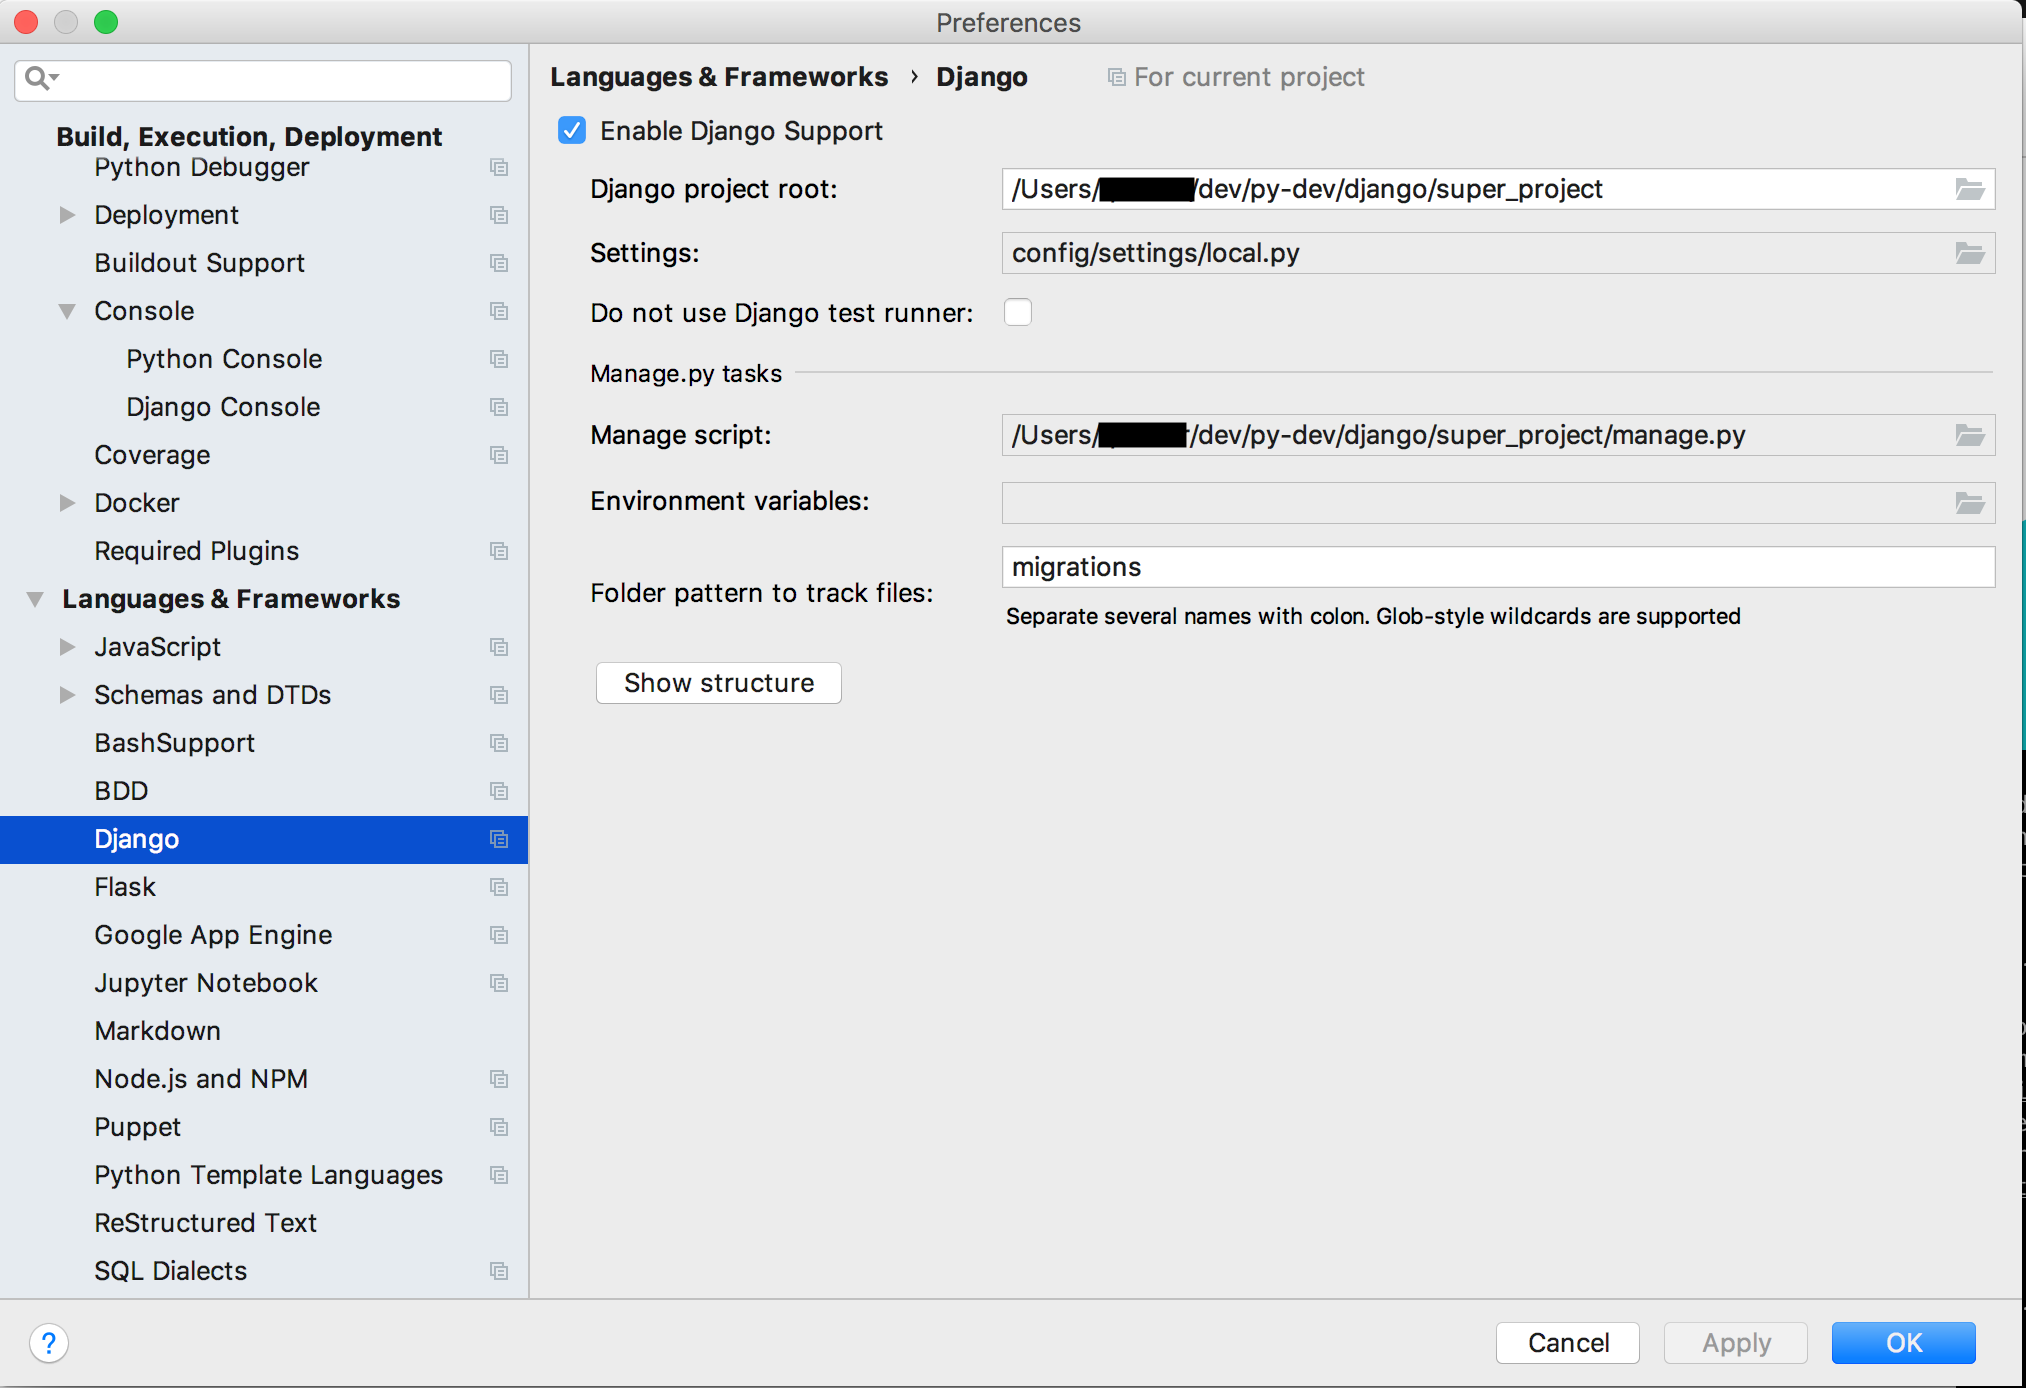 Preferences
Build, Execution, Deployment
Python Debugger
Deployment
Buildout Support
Console
Python Console
Django Console
Coverage
Docker
Required Plugins
Languages & Frameworks
JavaScript
Schemas and DTDs
BashSupport
BDD
Django
Flask
Google App Engine
Jupyter Notebook
Markdown
Node.js and NPM
Puppet
Python Template Languages
ReStructured Text
SQL Dialects
Languages & Frameworks › Django For current project
Enable Django Support
Django project root: /Users/ /dev/py-dev/django/super_project
Settings: config/settings/local.py
Do not use Django test runner:
Manage.py tasks
Manage script: /Users/ /dev/py-dev/django/super_project/manage.py
Environment variables:
Folder pattern to track files: migrations
Separate several names with colon. Glob-style wildcards are supported
Show structure
? Cancel Apply OK